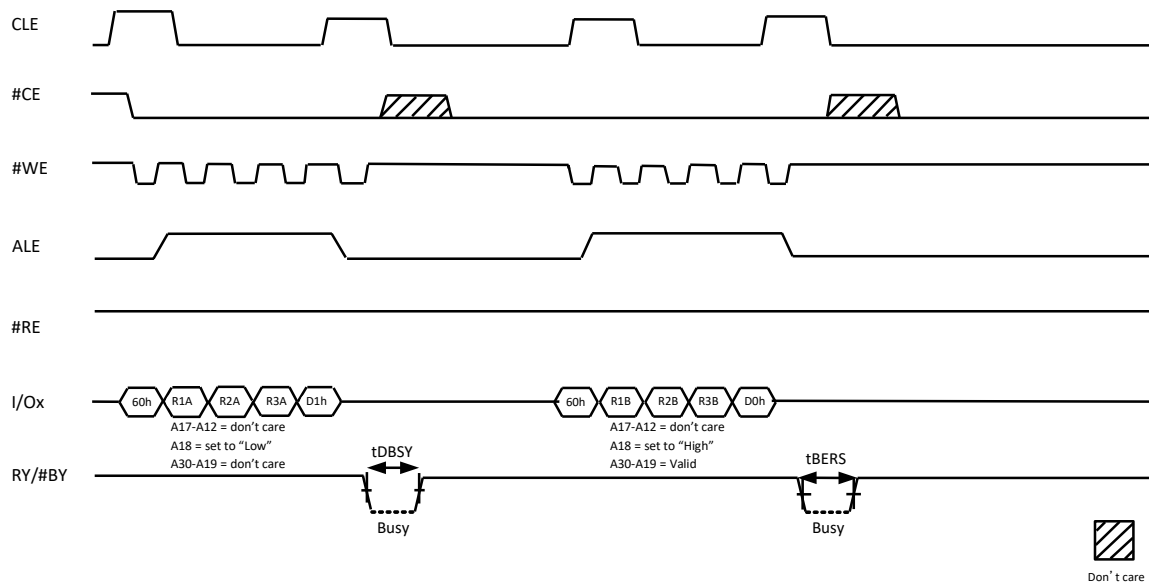 CLE
#CE
#WE
ALE
#RE
I/Ox
60h R1A R2A R3A D1h 60h R1B R2B R3B D0h
A17-A12 = don't care
A18 = set to “Low”
A30-A19 = don't care
A17-A12 = don't care
A18 = set to “High”
A30-A19 = Valid
RY/#BY
tDBSY
Busy
tBERS
Busy
Don’t care